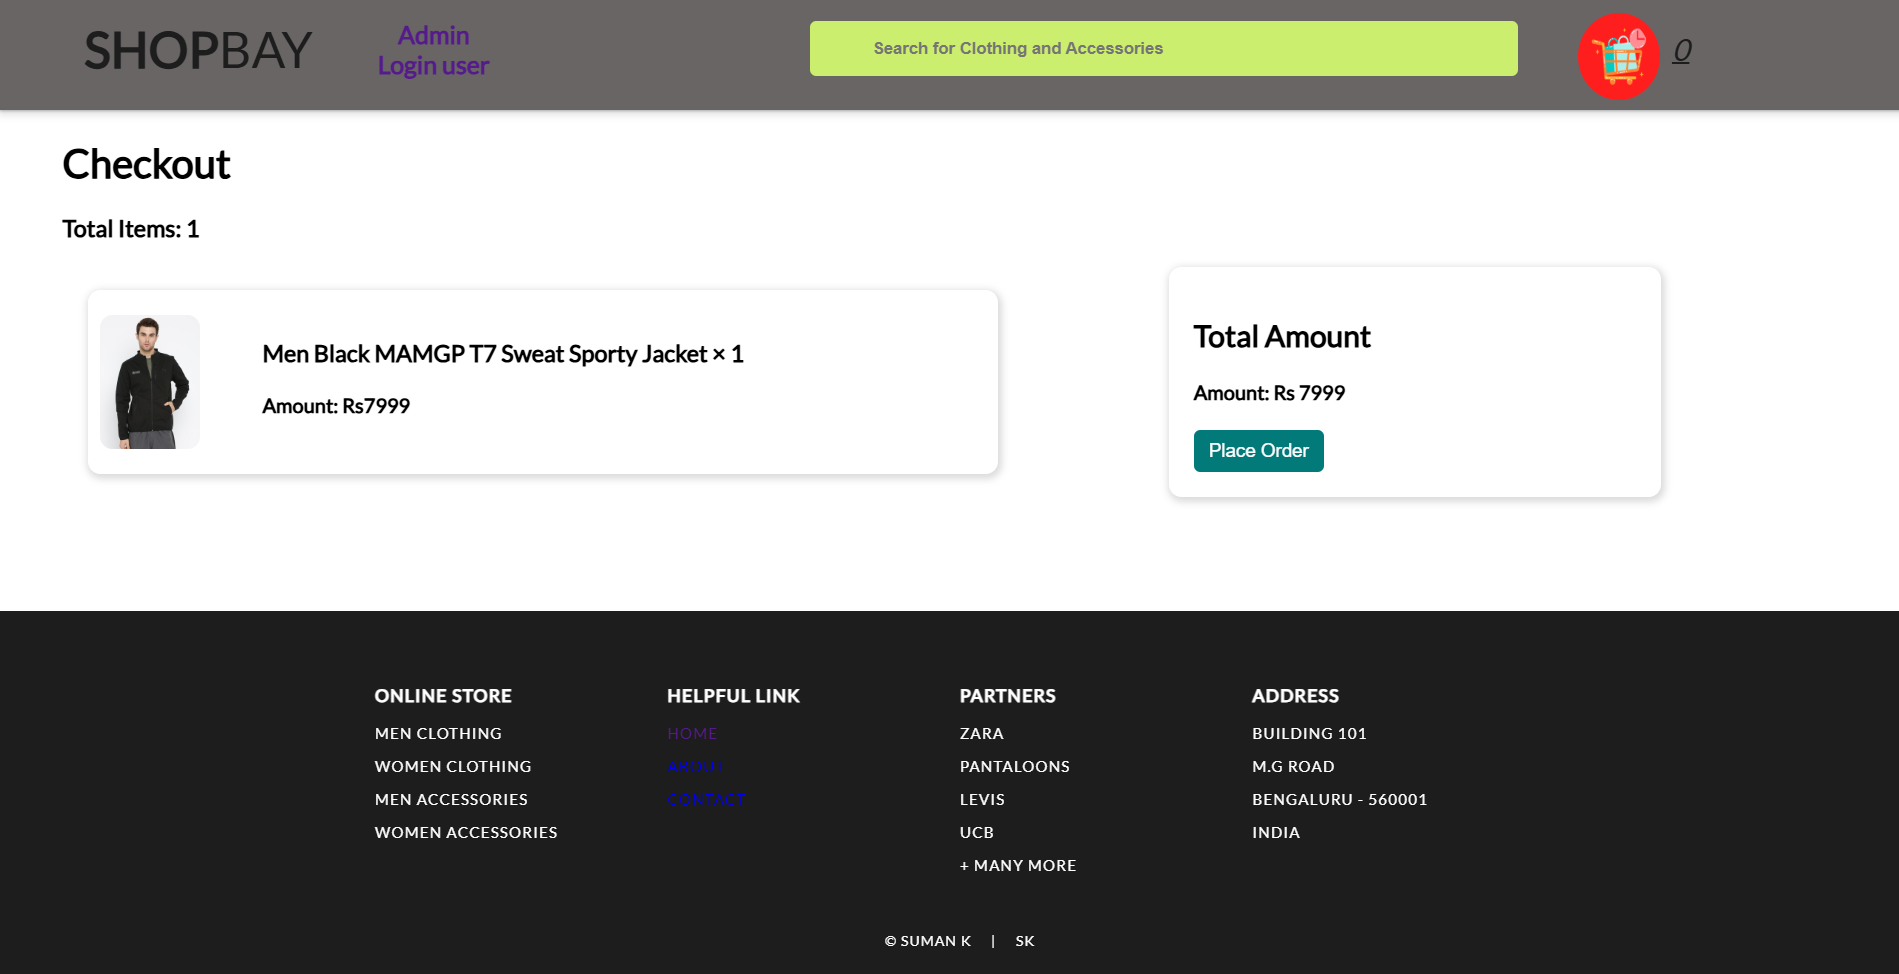 SHOPBAY
Admin
Login user
Search for Clothing and Accessories
0
Checkout
Total Items: 1
Men Black MAMGP T7 Sweat Sporty Jacket × 1
Amount: Rs7999
Total Amount
Amount: Rs 7999
Place Order
ONLINE STORE
MEN CLOTHING
WOMEN CLOTHING
MEN ACCESSORIES
WOMEN ACCESSORIES
HELPFUL LINK
HOME
ABOUT
CONTACT
PARTNERS
ZARA
PANTALOONS
LEVIS
UCB
+ MANY MORE
ADDRESS
BUILDING 101
M.G ROAD
BENGALURU - 560001
INDIA
© SUMAN K | SK